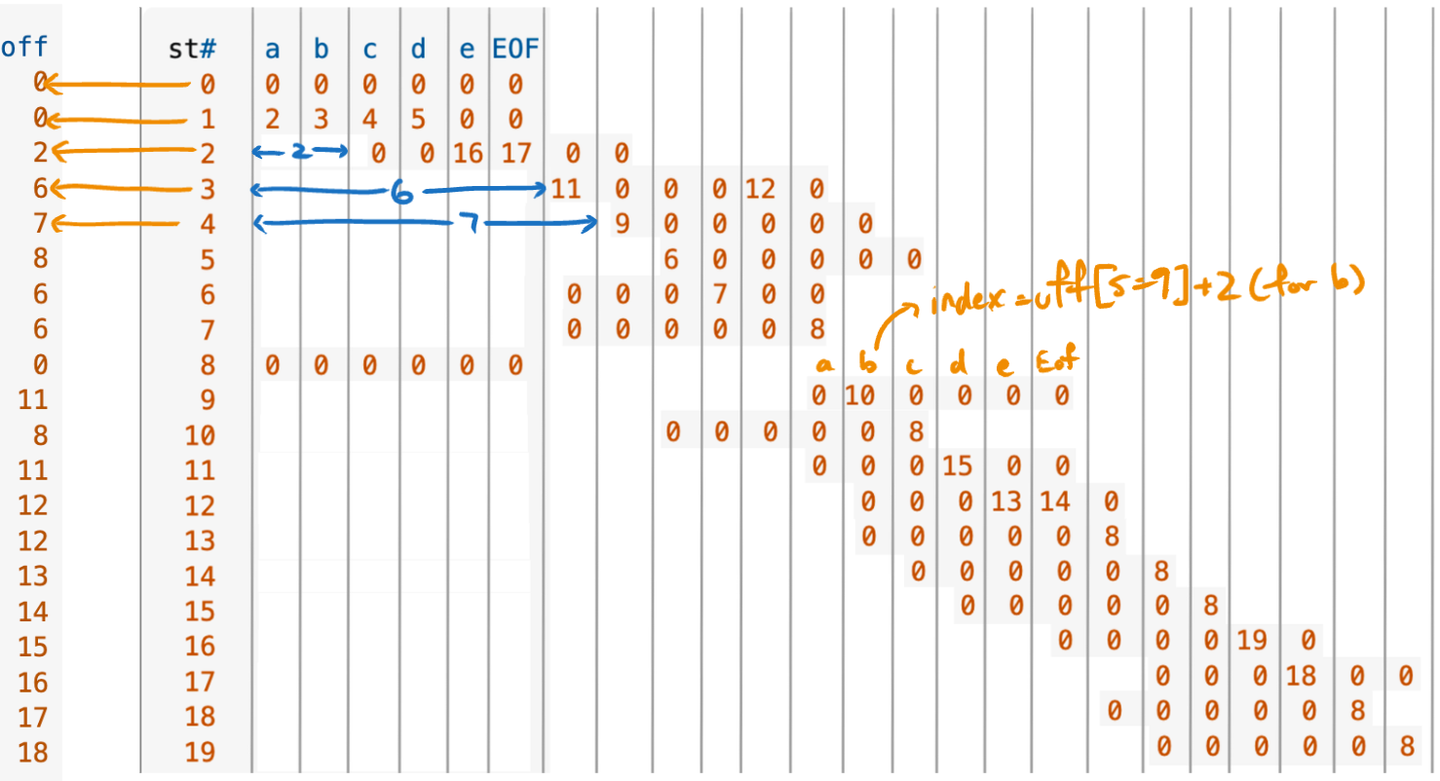 off st# a b c d e EOF
0 0 0 0 0 0 0 0
0 1 2 3 4 5 0 0
2 2 2 0 0 16 17 0 0
6 3 6 11 0 0 0 12 0
7 4 7 9 0 0 0 0 0
8 5 6 0 0 0 0 0
6 6 0 0 0 7 0 0
index = off[s=9]+2 (for b)
6 7 0 0 0 0 0 8
0 8 0 0 0 0 0 0
a b c d e Eof
11 9 0 10 0 0 0 0
8 10 0 0 0 0 0 8
11 11 0 0 0 15 0 0
12 12 0 0 0 13 14 0
12 13 0 0 0 0 0 8
13 14 0 0 0 0 0 8
14 15 0 0 0 0 0 8
15 16 0 0 0 0 19 0
16 17 0 0 0 18 0 0
17 18 0 0 0 0 0 8
18 19 0 0 0 0 0 8